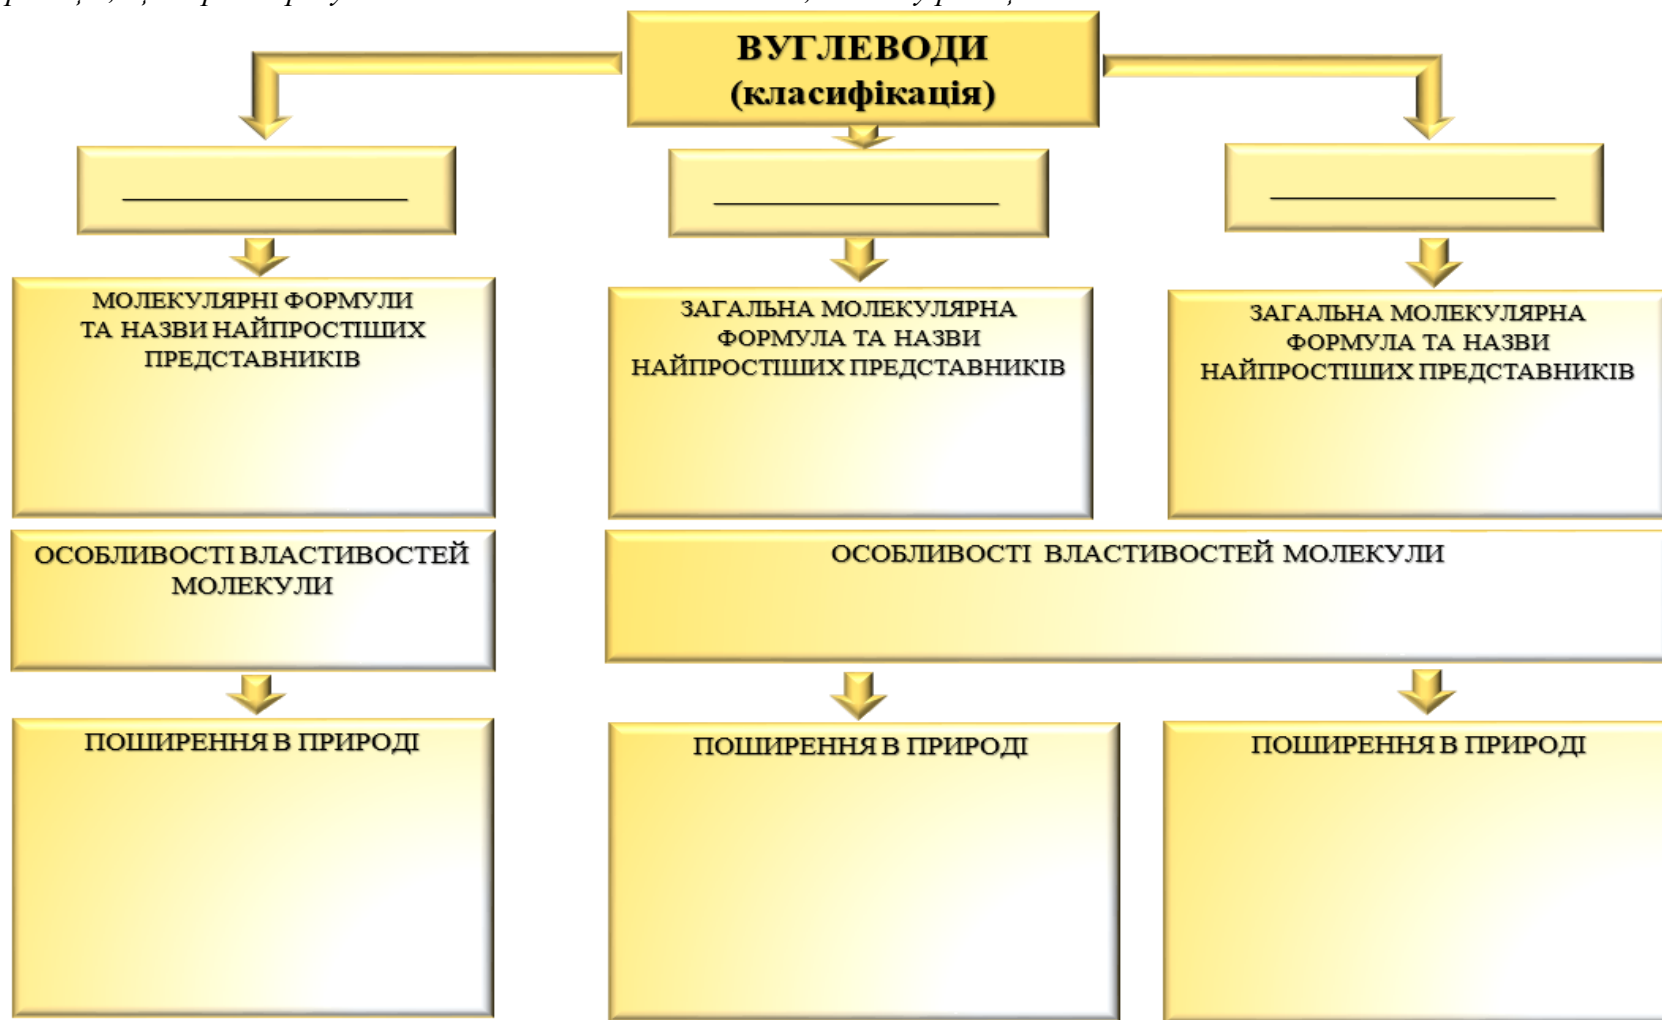 ВУГЛЕВОДИ
(класифікація)
МОЛЕКУЛЯРНІ ФОРМУЛИ
ТА НАЗВИ НАЙПРОСТІШИХ
ПРЕДСТАВНИКІВ
ЗАГАЛЬНА МОЛЕКУЛЯРНА
ФОРМУЛА ТА НАЗВИ
НАЙПРОСТІШИХ ПРЕДСТАВНИКІВ
ЗАГАЛЬНА МОЛЕКУЛЯРНА
ФОРМУЛА ТА НАЗВИ
НАЙПРОСТІШИХ ПРЕДСТАВНИКІВ
ОСОБЛИВОСТІ ВЛАСТИВОСТЕЙ
МОЛЕКУЛИ
ОСОБЛИВОСТІ ВЛАСТИВОСТЕЙ МОЛЕКУЛИ
ПОШИРЕННЯ В ПРИРОДІ
ПОШИРЕННЯ В ПРИРОДІ
ПОШИРЕННЯ В ПРИРОДІ